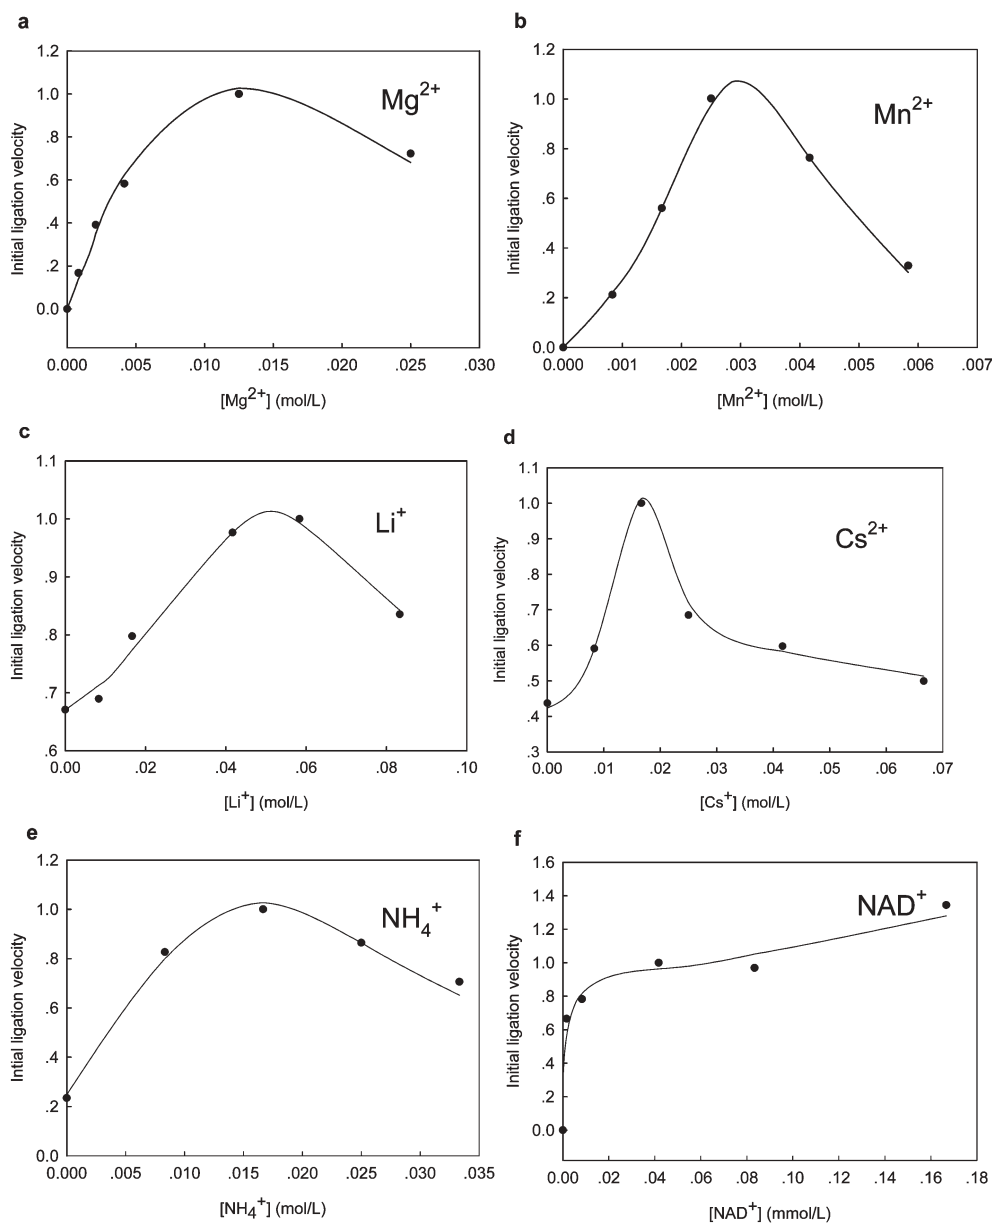 a
1.2
1.0
.8
.6
.4
.2
0.0
Initial ligation velocity
Mg2+
0.000 .005 .010 .015 .020 .025 .030
[Mg2+] (mol/L)
b
1.2
1.0
.8
.6
.4
.2
0.0
Initial ligation velocity
Mn2+
0.000 .001 .002 .003 .004 .005 .006 .007
[Mn2+] (mol/L)
c
1.1
1.0
.9
.8
.7
.6
Initial ligation velocity
Li+
0.00 .02 .04 .06 .08 .10
[Li+] (mol/L)
d
1.1
1.0
.9
.8
.7
.6
.5
.4
.3
Initial ligation velocity
Cs2+
0.00 .01 .02 .03 .04 .05 .06 .07
[Cs+] (mol/L)
e
1.2
1.0
.8
.6
.4
.2
0.0
Intial ligation velocity
NH4+
0.000 .005 .010 .015 .020 .025 .030 .035
[NH4+] (mol/L)
f
1.6
1.4
1.2
1.0
.8
.6
.4
.2
0.0
Initial ligation velocity
NAD+
0.00 .02 .04 .06 .08 .10 .12 .14 .16 .18
[NAD+] (mmol/L)